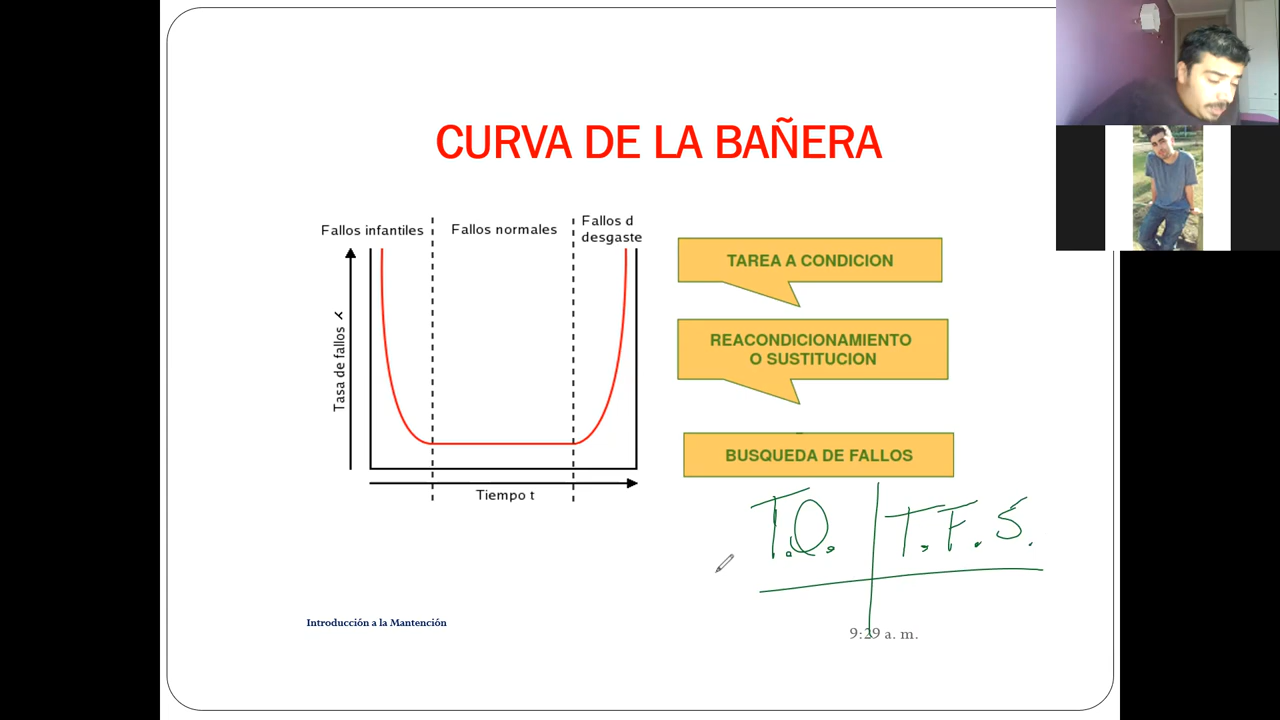 CURVA DE LA BAÑERA
Fallos infantiles
Fallos normales
Fallos d
desgaste
Tasa de fallos λ
Tiempo t
TAREA A CONDICION
REACONDICIONAMIENTO
O SUSTITUCION
BUSQUEDA DE FALLOS
T.O. T.F.S.
Introducción a la Mantención
9:29 a. m.